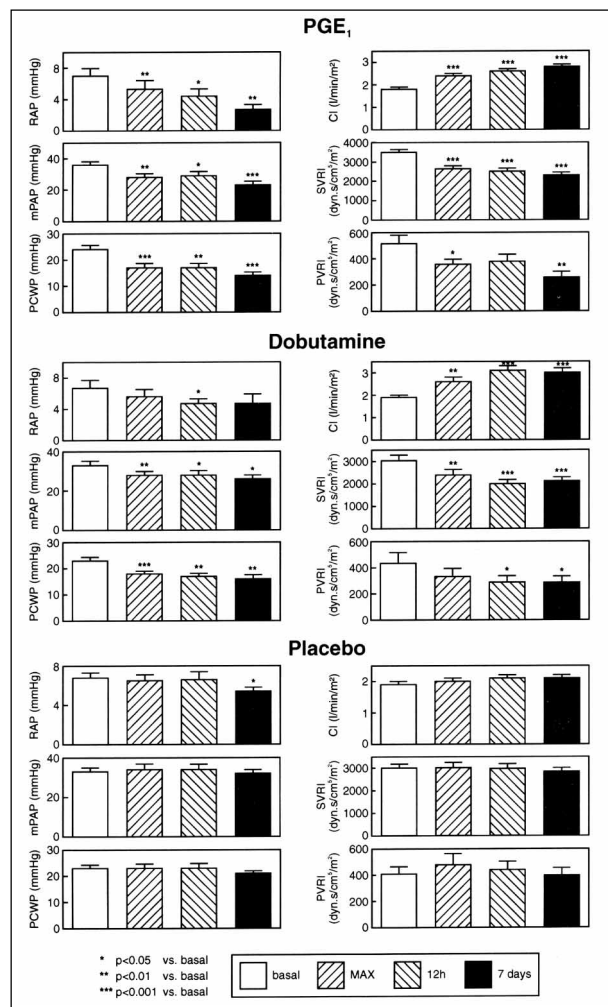 PGE₁
RAP (mmHg)
8
4
0
** * **
CI (l/min/m²)
3
2
1
0
*** *** ***
mPAP (mmHg)
40
20
0
** * ***
SVRI
(dyn.s/cm⁵/m²)
4000
3000
2000
1000
0
*** *** ***
PCWP (mmHg)
30
20
10
0
*** ** ***
PVRI
(dyn.s/cm⁵/m²)
600
400
200
0
* **
Dobutamine
RAP (mmHg)
8
4
0
*
CI (l/min/m²)
3
2
1
0
** *** ***
mPAP (mmHg)
40
20
0
** * *
SVRI
(dyn.s/cm⁵/m²)
3000
2000
1000
0
** *** ***
PCWP (mmHg)
30
20
10
0
*** ** **
PVRI
(dyn.s/cm⁵/m²)
600
400
200
0
* *
Placebo
RAP (mmHg)
8
4
0
*
CI (l/min/m²)
2
1
0
mPAP (mmHg)
40
20
0
SVRI
(dyn.s/cm⁵/m²)
3000
2000
1000
0
PCWP (mmHg)
30
20
10
0
PVRI
(dyn.s/cm⁵/m²)
600
400
200
0
* p<0.05 vs. basal
** p<0.01 vs. basal
*** p<0.001 vs. basal
basal MAX 12h 7 days